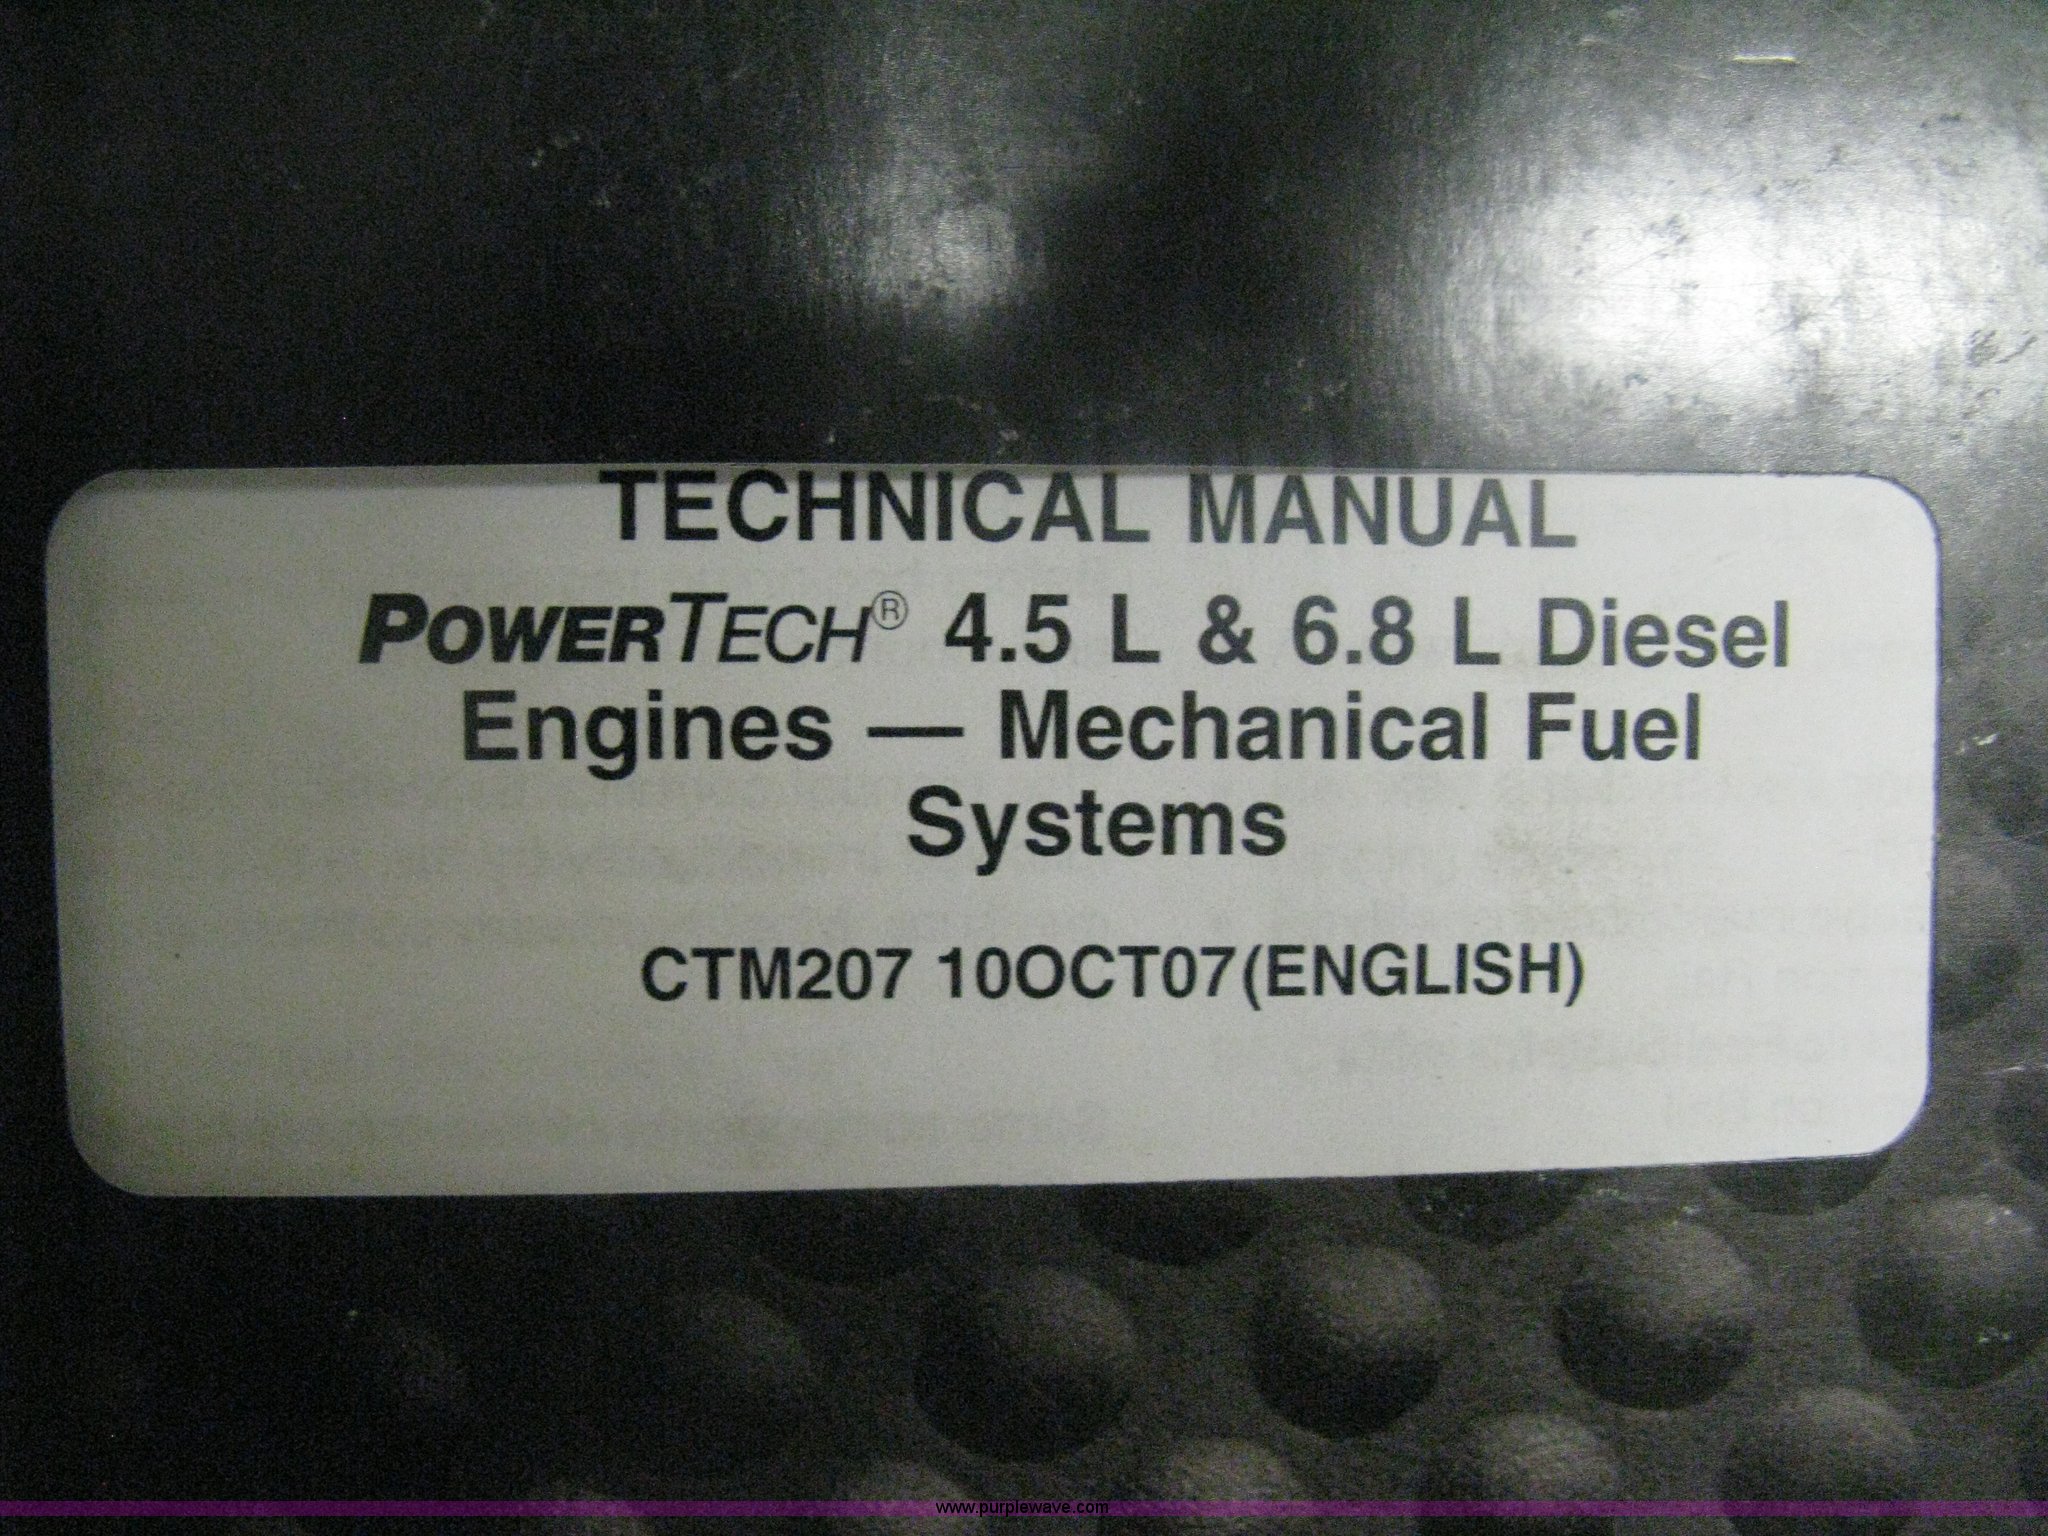 TECHNICAL MANUAL
POWERTECH® 4.5 L & 6.8 L Diesel
Engines — Mechanical Fuel
Systems
CTM207 10OCT07(ENGLISH)
www.purplewave.com